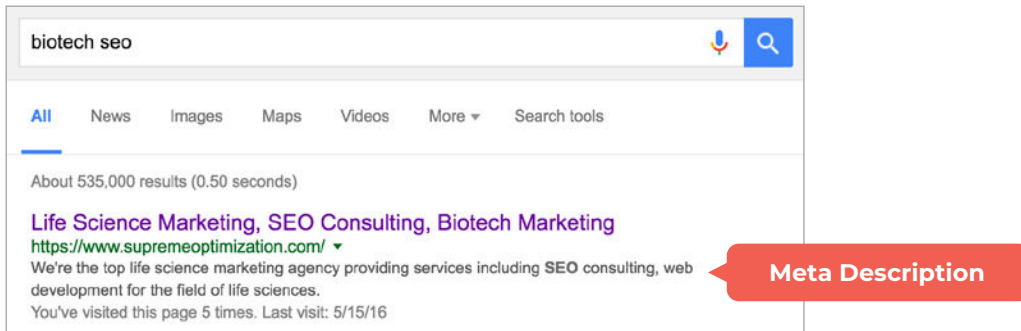 biotech seo
All News Images Maps Videos More Search tools
About 535,000 results (0.50 seconds)
Life Science Marketing, SEO Consulting, Biotech Marketing
https://www.supremeoptimization.com/
We're the top life science marketing agency providing services including SEO consulting, web
development for the field of life sciences.
You've visited this page 5 times. Last visit: 5/15/16
Meta Description